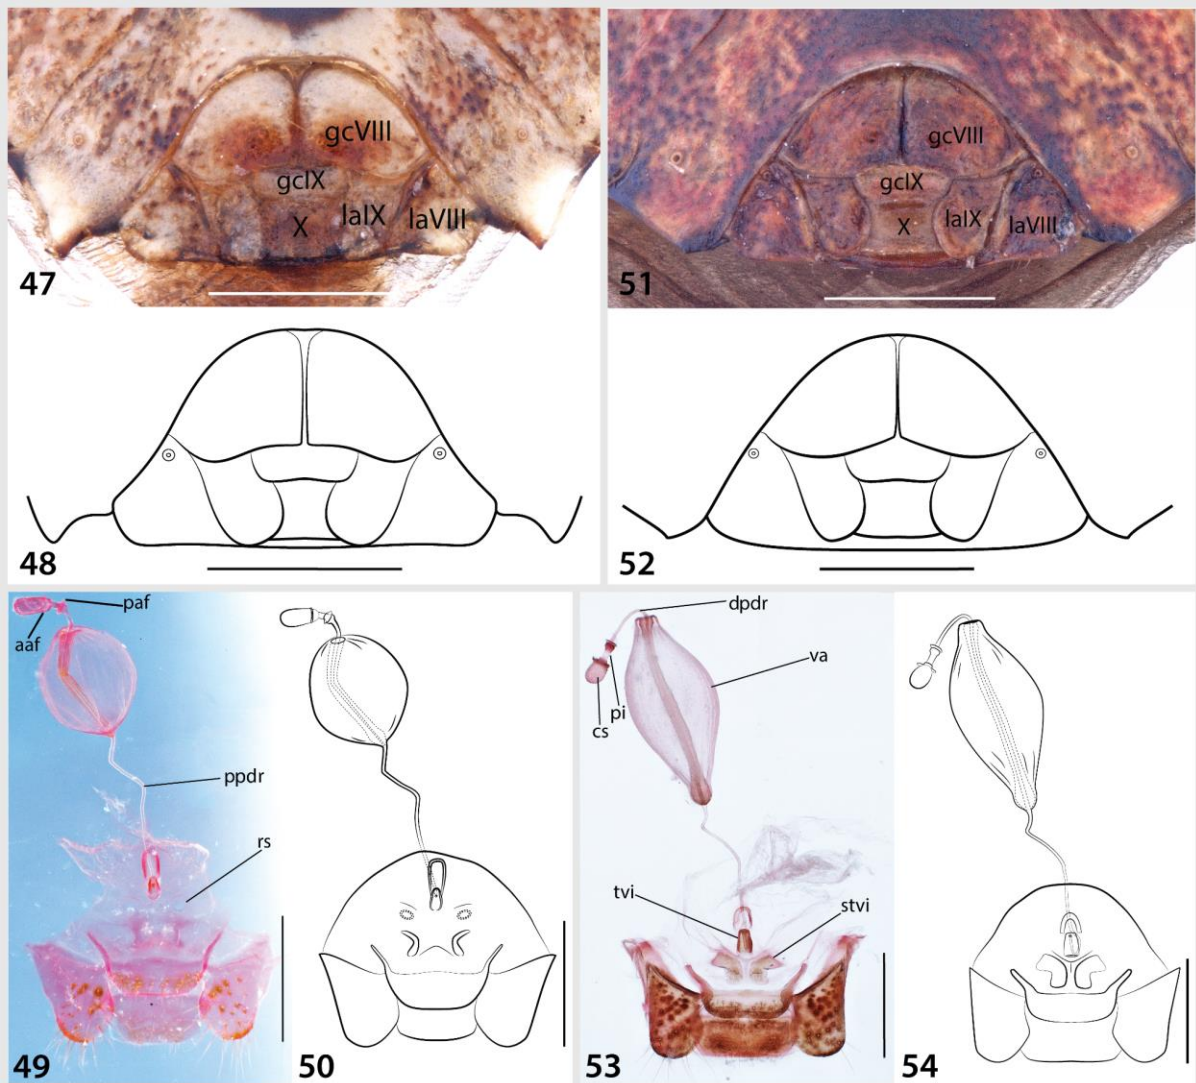 gcVIII
gcIX
X
laIX
laVIII
47
gcVIII
gcIX
X
laIX
laVIII
51
48
52
paf
aaf
ppdr
rs
49
50
dpdr
va
pi
cs
tvi
stvi
53
54